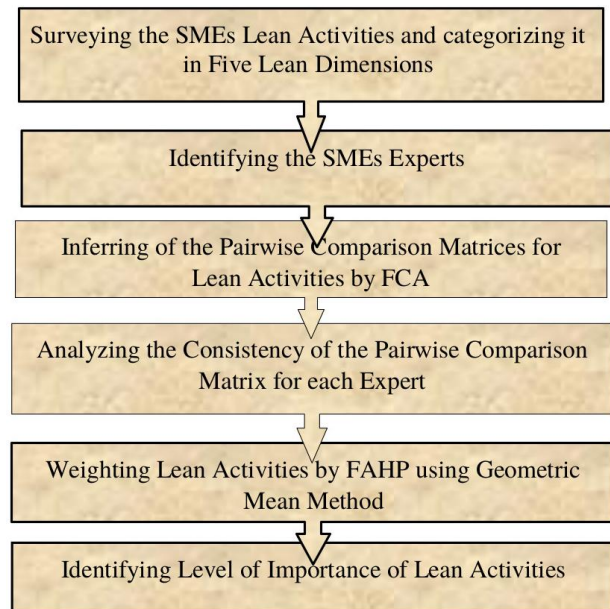 Surveying the SMEs Lean Activities and categorizing it
in Five Lean Dimensions
Identifying the SMEs Experts
Inferring of the Pairwise Comparison Matrices for
Lean Activities by FCA
Analyzing the Consistency of the Pairwise Comparison
Matrix for each Expert
Weighting Lean Activities by FAHP using Geometric
Mean Method
Identifying Level of Importance of Lean Activities